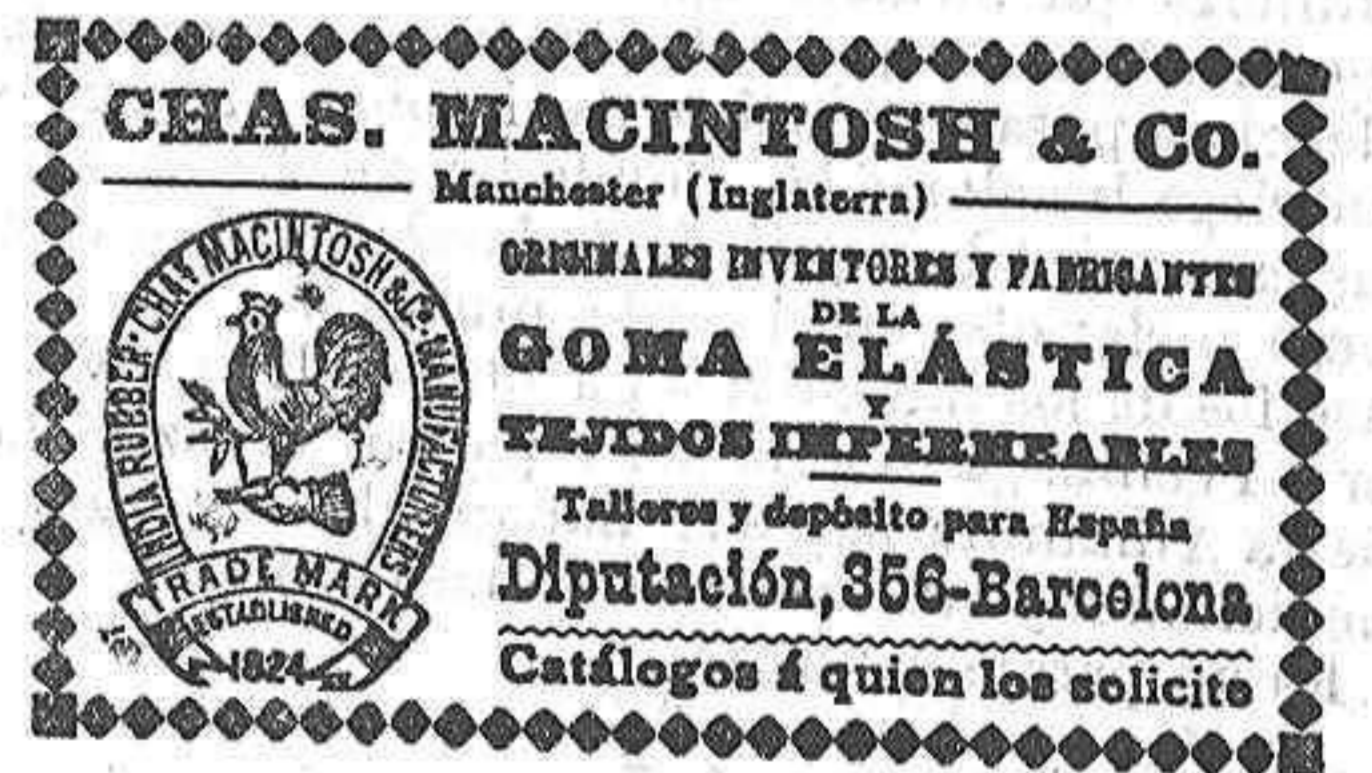 CHAS. MACINTOSH & Co.
Manchester (Inglaterra)
INDIA RUBBER · CHAS MACINTOSH & Cº · MANUFACTURERS
TRADE MARK
ESTABLISHED
1824
ORIGINALES INVENTORES Y FABRICANTES
DE LA
GOMA ELÁSTICA
Y
TEJIDOS IMPERMEABLES
Talleres y depósito para España
Diputación, 356-Barcelona
Catálogos á quien los solicite